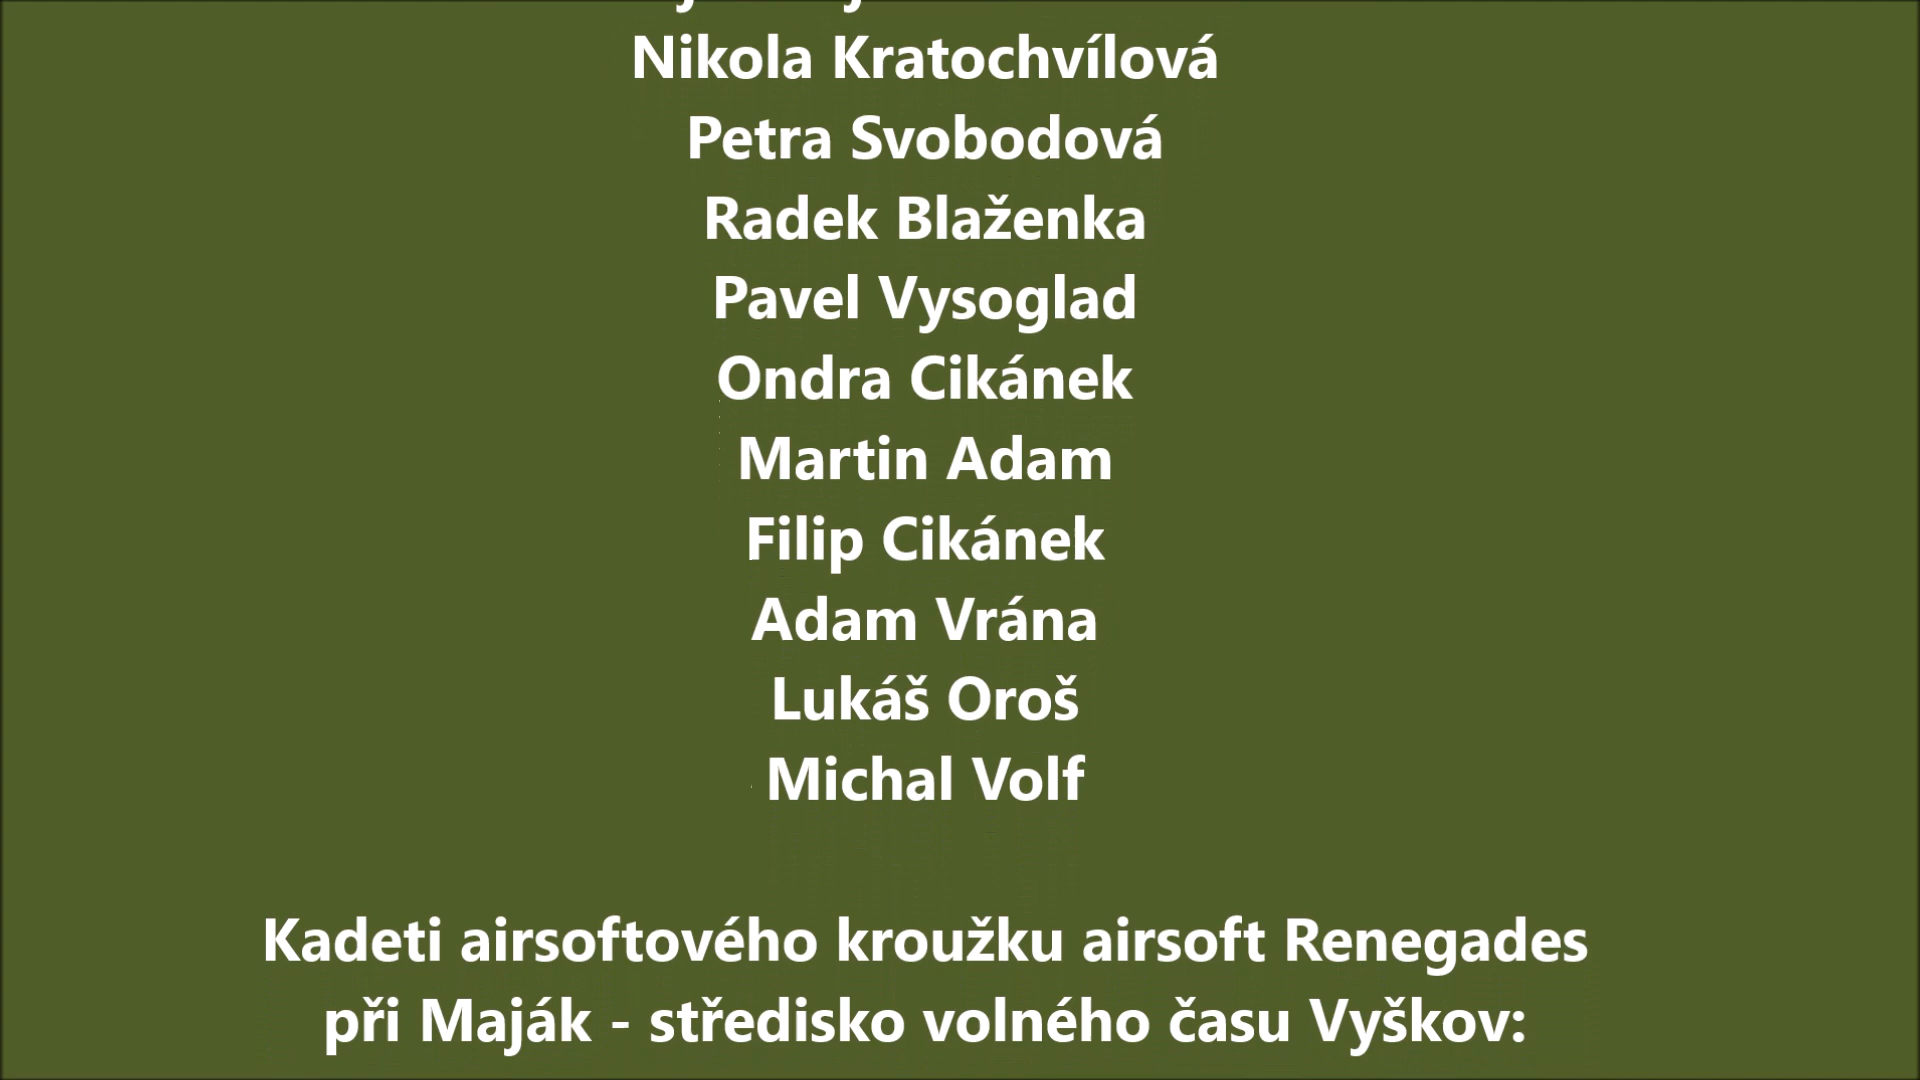 Nikola Kratochvílová
Petra Svobodová
Radek Blaženka
Pavel Vysoglad
Ondra Cikánek
Martin Adam
Filip Cikánek
Adam Vrána
Lukáš Oroš
Michal Volf
Kadeti airsoftového kroužku airsoft Renegades
při Maják - středisko volného času Vyškov: